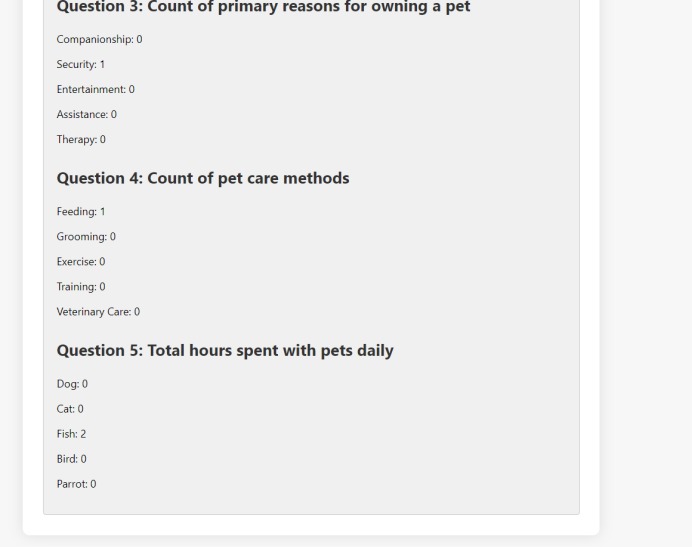 Question 3: Count of primary reasons for owning a pet
Companionship: 0
Security: 1
Entertainment: 0
Assistance: 0
Therapy: 0
Question 4: Count of pet care methods
Feeding: 1
Grooming: 0
Exercise: 0
Training: 0
Veterinary Care: 0
Question 5: Total hours spent with pets daily
Dog: 0
Cat: 0
Fish: 2
Bird: 0
Parrot: 0